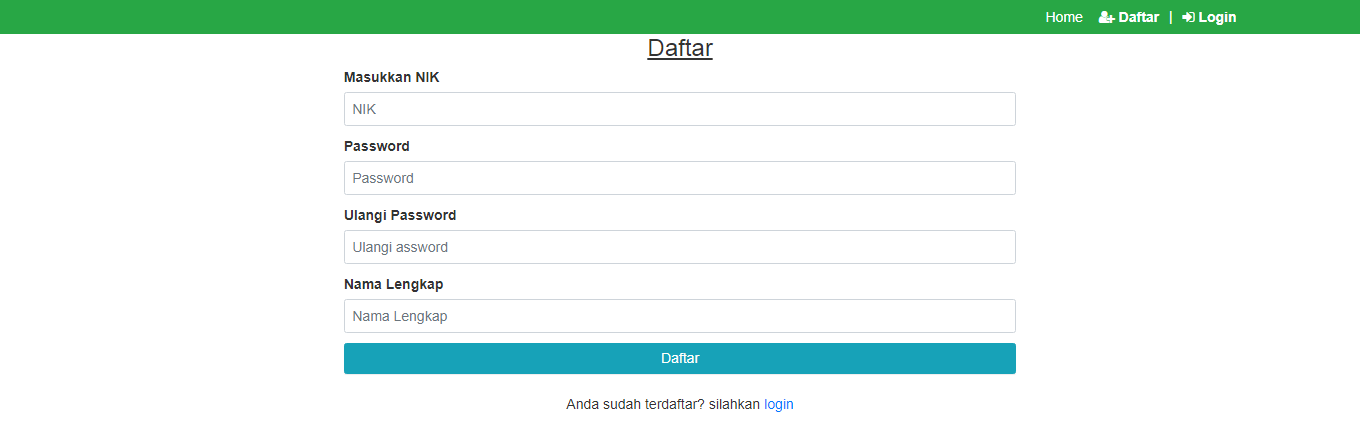 Home Daftar | Login
Daftar
Masukkan NIK
NIK
Password
Password
Ulangi Password
Ulangi assword
Nama Lengkap
Nama Lengkap
Daftar
Anda sudah terdaftar? silahkan login